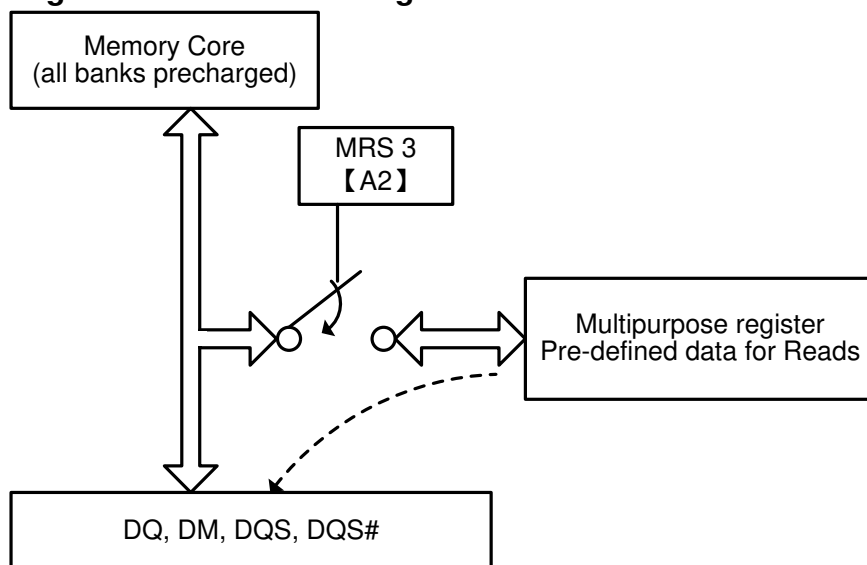 Memory Core
(all banks precharged)
MRS 3
【A2】
Multipurpose register
Pre-defined data for Reads
DQ, DM, DQS, DQS#